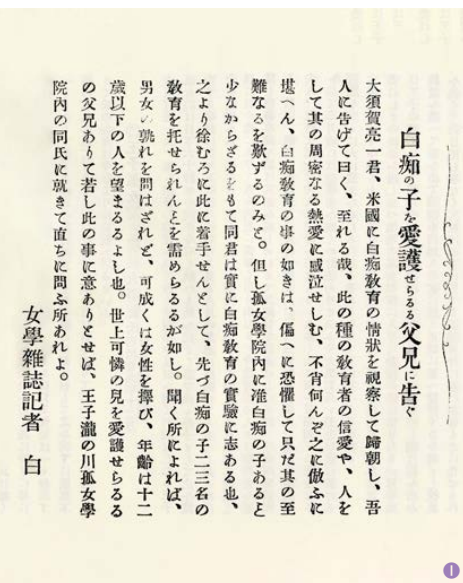 白痴の子を愛護せらるる父兄に告ぐ
大須賀亮一君、米國に白痴敎育の情狀を視察して歸朝し、吾
人に告げて曰く、至れる哉、此の種の敎育者の信愛や、人を
して其の周密なる熱愛に感泣せしむ、不肖何んぞ之に倣ふに
堪へん、白痴敎育の事の如きは、偏へに恐懼して只だ其の至
難なるを歎ずるのみと。但し孤女學院內に准白痴の子あると
少なからざるをもて同君は實に白痴敎育の實驗に志ある也、
之より徐むろに此に着手せんとして、先づ白痴の子二三名の
敎育を托せられんとを需めらるるが如し。聞く所によれば、
男女の孰れを問はざれど、可成くは女性を擇び、年齡は十二
歲以下の人を望まるるよし也。世上可憐の兒を愛護せらるる
の父兄ありて若し此の事に意ありとせば、王子瀧の川孤女學
院內の同氏に就きて直ちに問ふ所あれよ。
女學雜誌記者 白
1